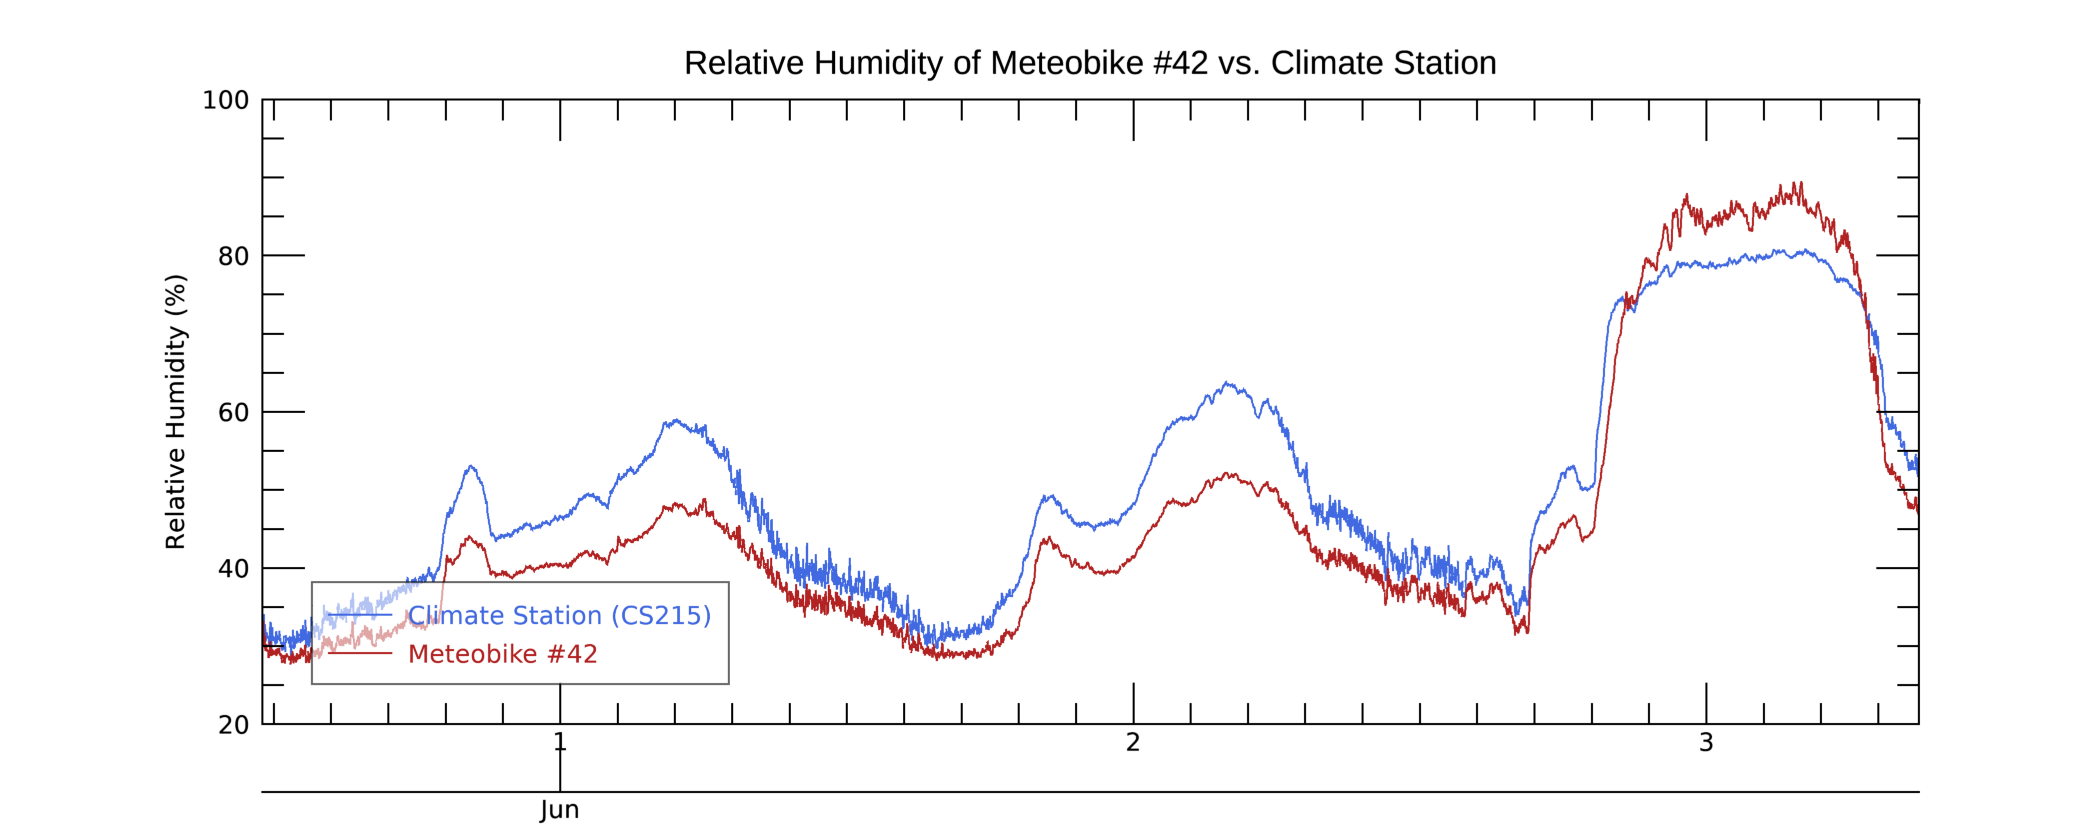 Relative Humidity of Meteobike #42 vs. Climate Station
100
80
60
40
20
Relative Humidity (%)
Climate Station (CS215)
Meteobike #42
1
2
3
Jun